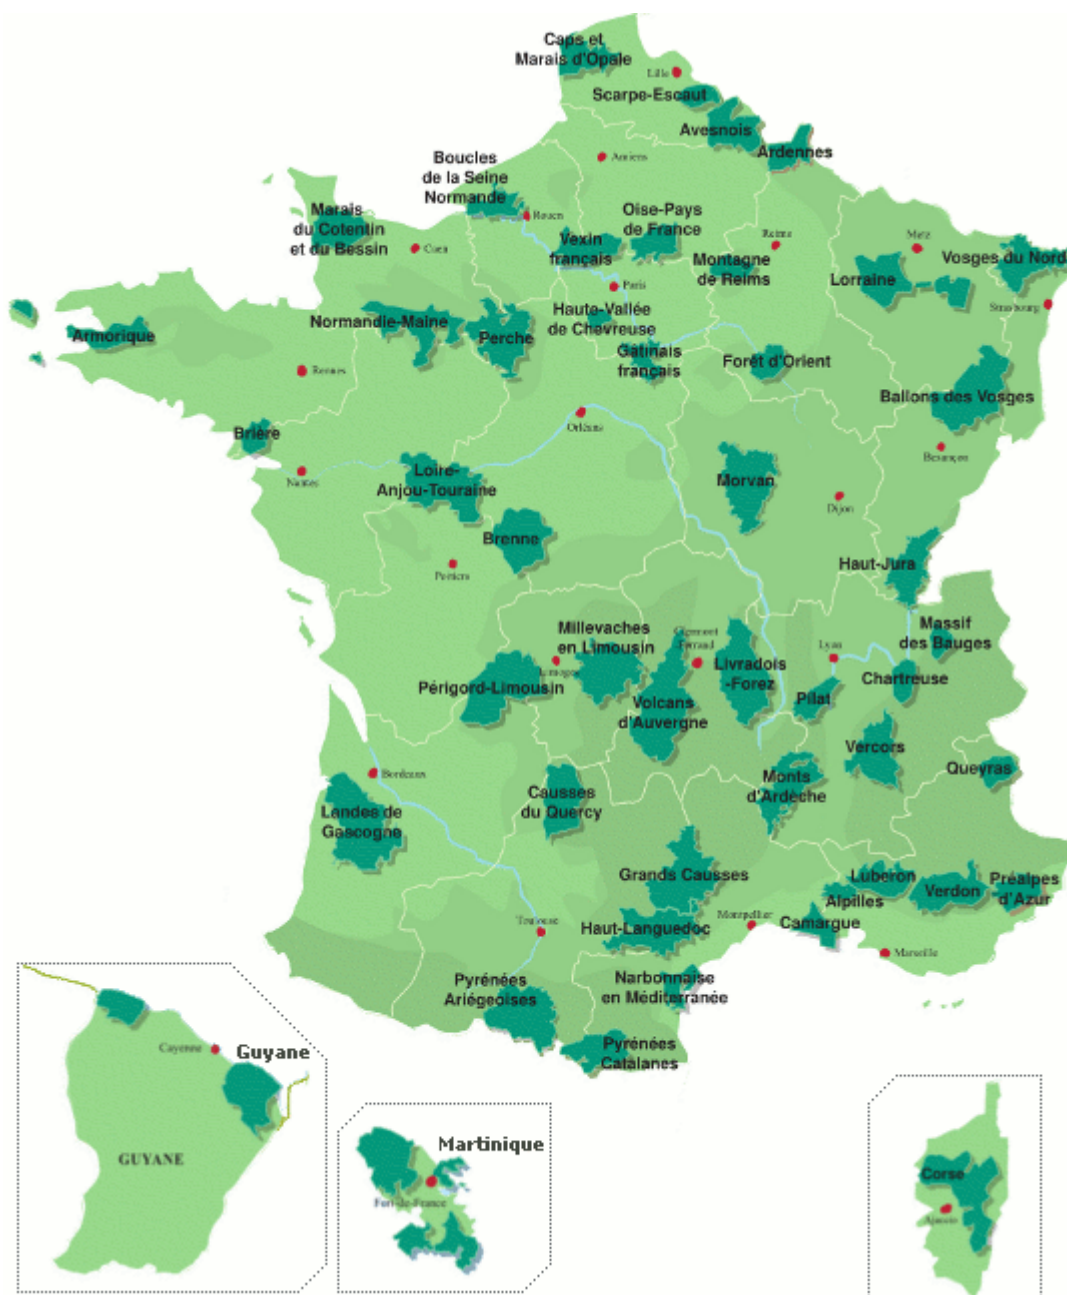 Caps et
Marais d'Opale
Lille
Scarpe-Escaut
Avesnois
Ardennes
Amiens
Boucles
de la Seine
Normande
Rouen
Oise-Pays
de France
Marais
du Cotentin
et du Bessin
Caen
Vexin
français
Reims
Montagne
de Reims
Metz
Lorraine
Vosges du Nord
Paris
Strasbourg
Armorique
Normandie-Maine
Perche
Haute-Vallée
de Chevreuse
Gâtinais
français
Forêt d'Orient
Rennes
Ballons des Vosges
Orléans
Brière
Besançon
Nantes
Loire-
Anjou-Touraine
Morvan
Dijon
Brenne
Poitiers
Haut-Jura
Millevaches
en Limousin
Limoges
Clermont
Ferrand
Massif
des Bauges
Lyon
Livradois
-Forez
Chartreuse
Périgord-Limousin
Volcans
d'Auvergne
Pilat
Vercors
Bordeaux
Queyras
Causses
du Quercy
Monts
d'Ardèche
Landes de
Gascogne
Grands Causses
Luberon
Alpilles
Verdon
Préalpes
d'Azur
Toulouse
Haut-Languedoc
Montpellier
Camargue
Marseille
Pyrénées
Ariégeoises
Narbonnaise
en Méditerranée
Pyrénées
Catalanes
Cayenne
Guyane
GUYANE
Martinique
Fort-de-France
Corse
Ajaccio